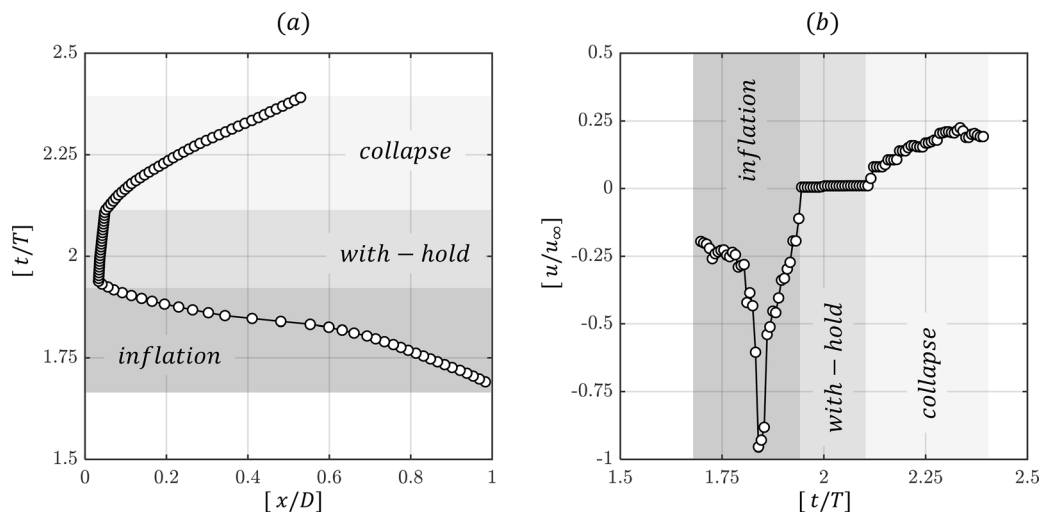 (a)
2.5
2.25
2
1.75
1.5
[ t/T ]
collapse
with − hold
inflation
0
0.2
0.4
0.6
0.8
1
[ x/D ]
(b)
0.5
0.25
0
-0.25
-0.5
-0.75
-1
[ u/u∞ ]
inflation
with − hold
collapse
1.5
1.75
2
2.25
2.5
[ t/T ]